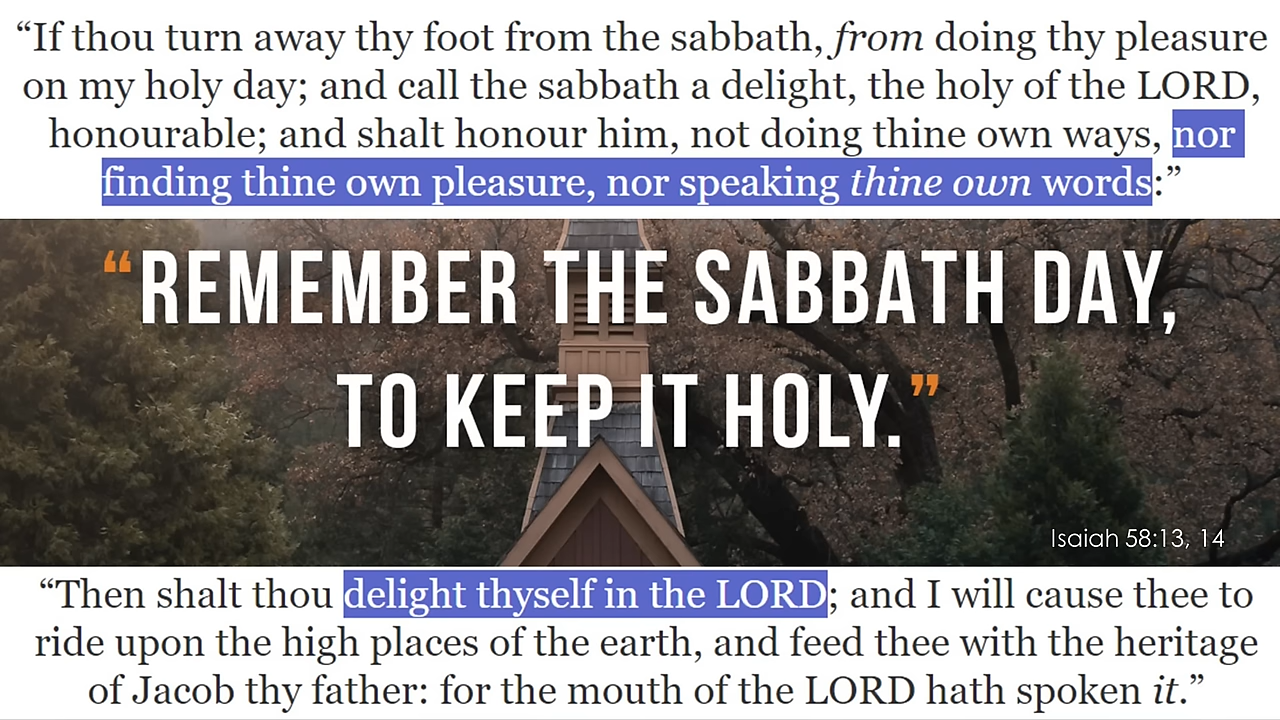 “If thou turn away thy foot from the sabbath, from doing thy pleasure
on my holy day; and call the sabbath a delight, the holy of the LORD,
honourable; and shalt honour him, not doing thine own ways, nor
finding thine own pleasure, nor speaking thine own words:”
“REMEMBER THE SABBATH DAY,
TO KEEP IT HOLY.”
Isaiah 58:13, 14
“Then shalt thou delight thyself in the LORD; and I will cause thee to
ride upon the high places of the earth, and feed thee with the heritage
of Jacob thy father: for the mouth of the LORD hath spoken it.”